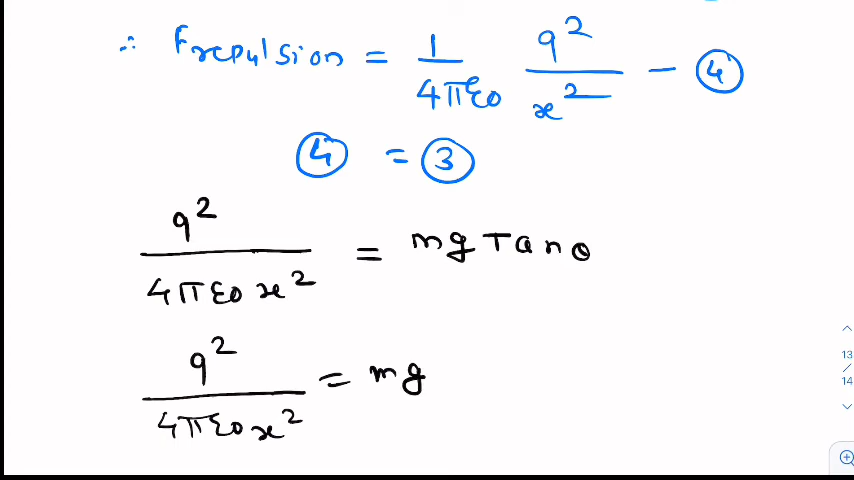 ∴ Frepulsion = 1/4πε0 q²/x² — ④
④ = ③
q²/4πε0x² = mg Tanθ
q²/4πε0x² = mg
13
/
14